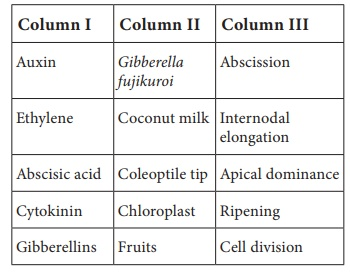 Column I Column II Column III
Auxin Gibberella fujikuroi Abscission
Ethylene Coconut milk Internodal elongation
Abscisic acid Coleoptile tip Apical dominance
Cytokinin Chloroplast Ripening
Gibberellins Fruits Cell division